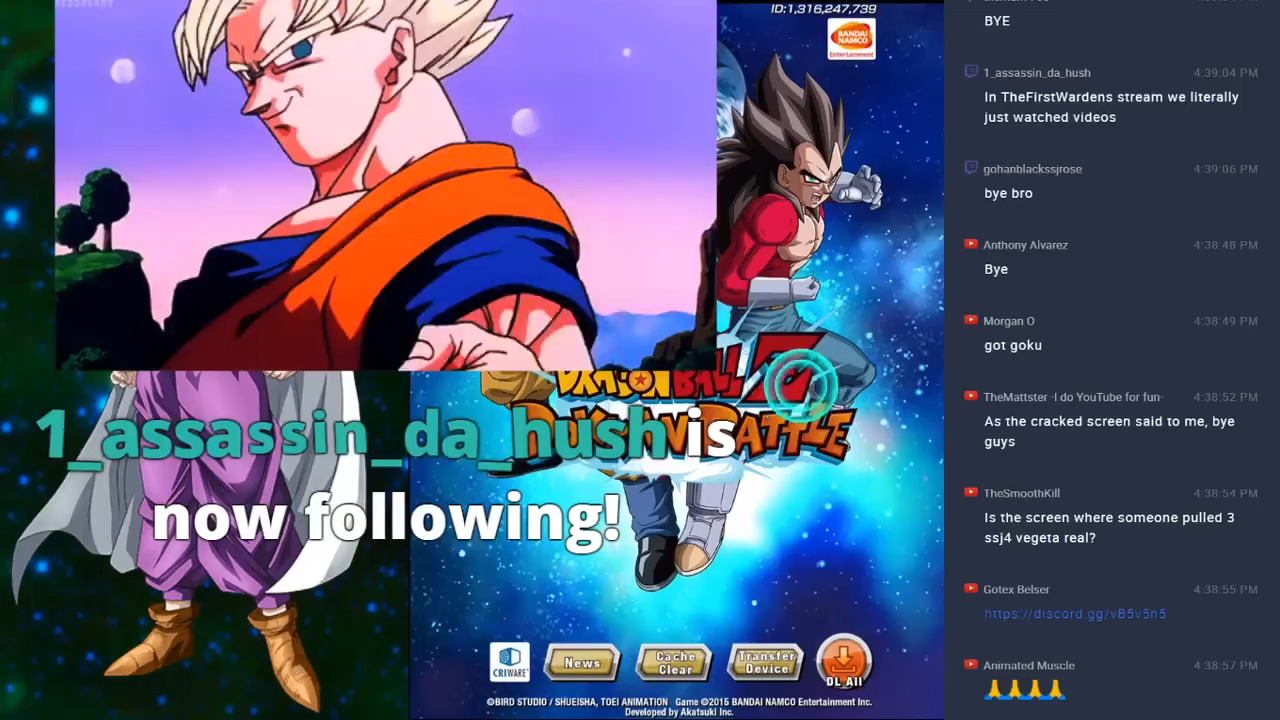 ID:1,316,247,739
BANDAI
NAMCO
Entertainment
DRAGON BALL Z
DOKKAN BATTLE
1_assassin_da_hush is
now following!
CRIWARE
News
Cache
Clear
Transfer
Device
DL All
©BIRD STUDIO / SHUEISHA, TOEI ANIMATION Game ©2015 BANDAI NAMCO Entertainment Inc.
Developed by Akatsuki Inc.
BYE
1_assassin_da_hush 4:39:04 PM
In TheFirstWardens stream we literally
just watched videos
gohanblackssjrose 4:39:06 PM
bye bro
Anthony Alvarez 4:38:48 PM
Bye
Morgan O 4:38:49 PM
got goku
TheMattster -I do YouTube for fun- 4:38:52 PM
As the cracked screen said to me, bye
guys
TheSmoothKill 4:38:54 PM
Is the screen where someone pulled 3
ssj4 vegeta real?
Gotex Belser 4:38:55 PM
https://discord.gg/vB5v5n5
Animated Muscle 4:38:57 PM
🙏🙏🙏🙏